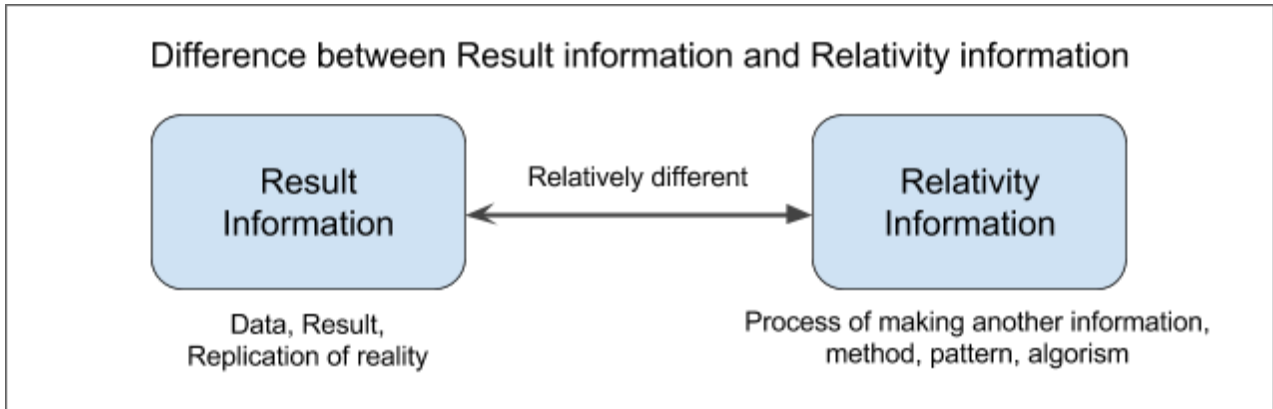 Difference between Result information and Relativity information
Result
Information
Relatively different
Relativity
Information
Data, Result,
Replication of reality
Process of making another information,
method, pattern, algorism